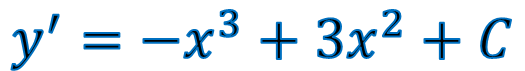 y′ = −x³ + 3x² + C